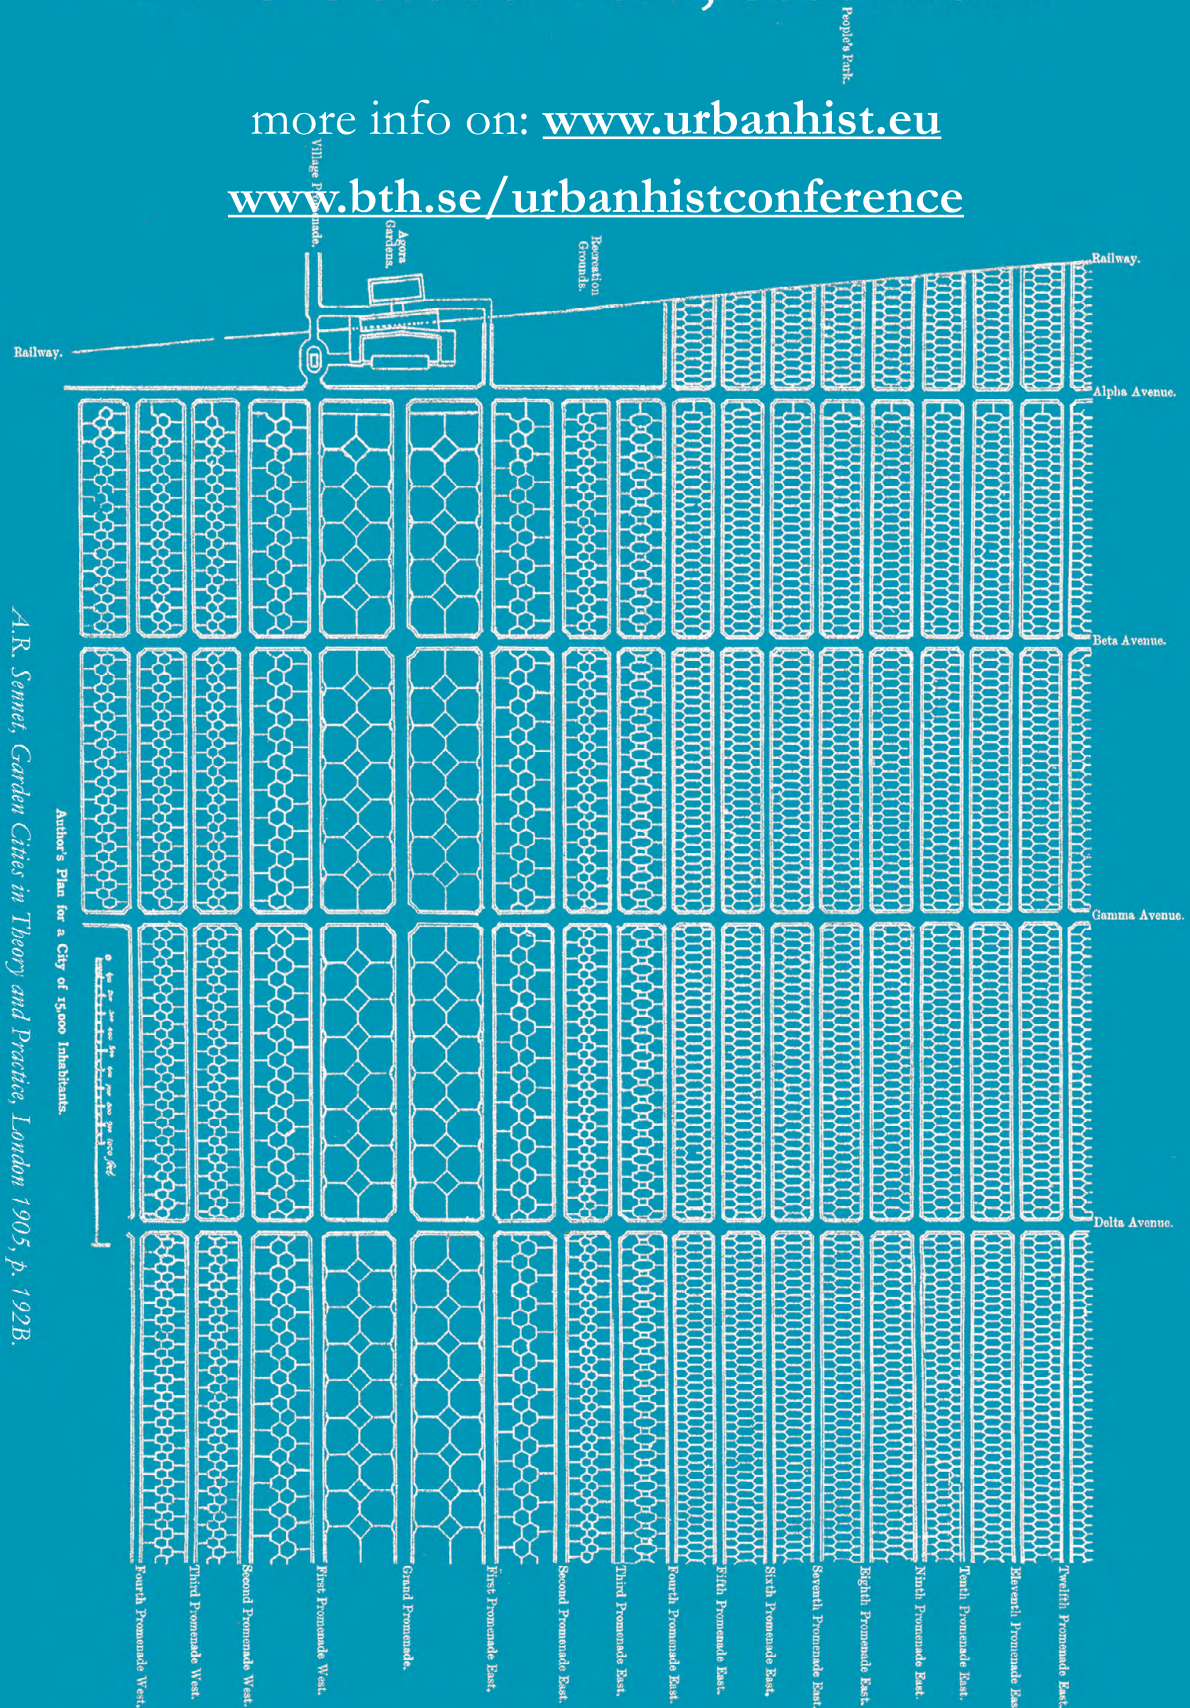 People's Park.
more info on: www.urbanhist.eu
www.bth.se/urbanhistconference
Village Promenade.
Agora
Gardens.
Recreation
Grounds.
Railway.
Railway.
Alpha Avenue.
Beta Avenue.
Gamma Avenue.
Delta Avenue.
A.R. Sennet, Garden Cities in Theory and Practice, London 1905, p. 192B.
Author's Plan for a City of 15,000 Inhabitants.
Fourth Promenade West.
Third Promenade West.
Second Promenade West.
First Promenade West.
Grand Promenade.
First Promenade East.
Second Promenade East.
Third Promenade East.
Fourth Promenade East.
Fifth Promenade East.
Sixth Promenade East.
Seventh Promenade East.
Eighth Promenade East.
Ninth Promenade East.
Tenth Promenade East.
Eleventh Promenade East.
Twelfth Promenade East.